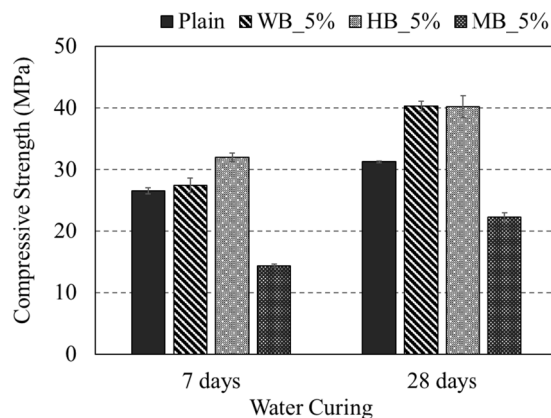 Plain WB_5% HB_5% MB_5%
50
40
30
20
10
0
Compressive Strength (MPa)
7 days 28 days
Water Curing